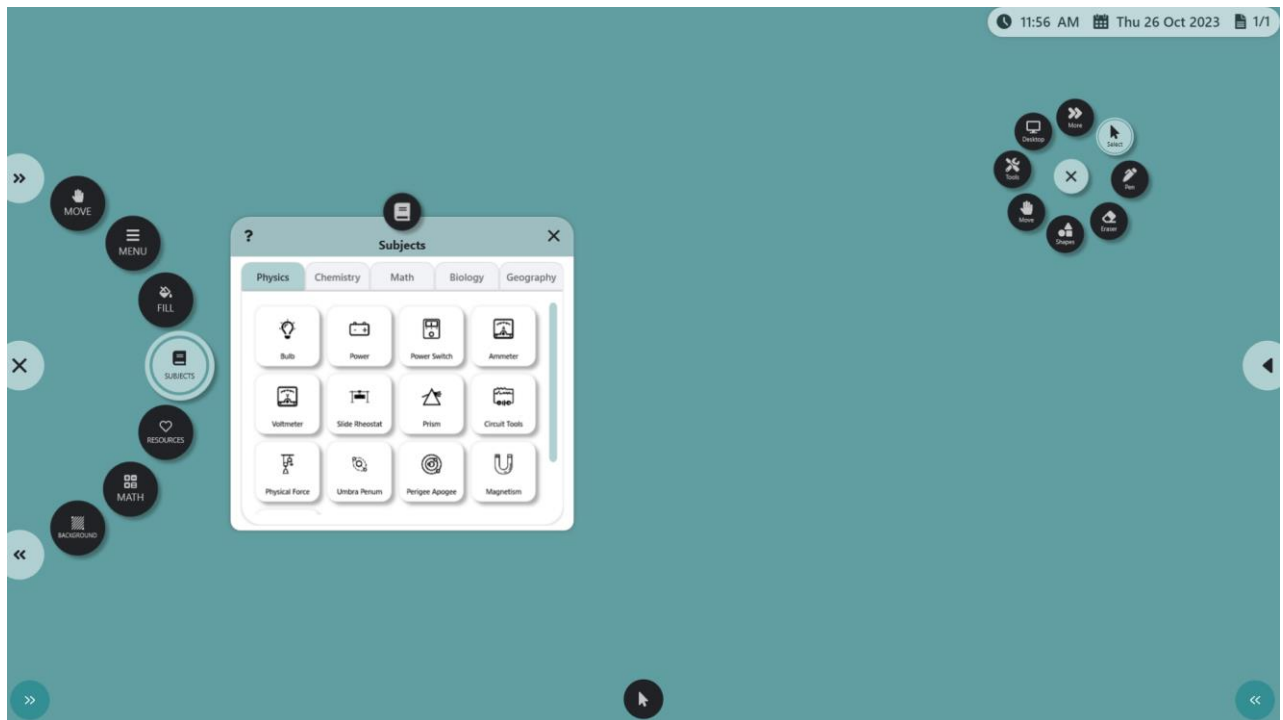 11:56 AM Thu 26 Oct 2023 1/1
More
Desktop
Select
Tools
Pen
Move
Eraser
Shapes
MOVE
MENU
FILL
SUBJECTS
RESOURCES
MATH
BACKGROUND
?
Subjects
Physics Chemistry Math Biology Geography
Bulb Power Power Switch Ammeter
Voltmeter Slide Rheostat Prism Circuit Tools
Physical Force Umbra Penum Perigee Apogee Magnetism